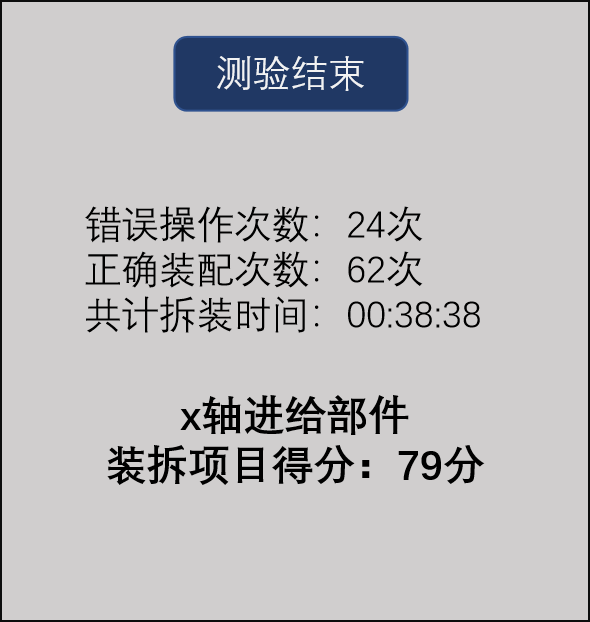 测验结束
错误操作次数：24次
正确装配次数：62次
共计拆装时间：00:38:38
x轴进给部件
装拆项目得分：79分